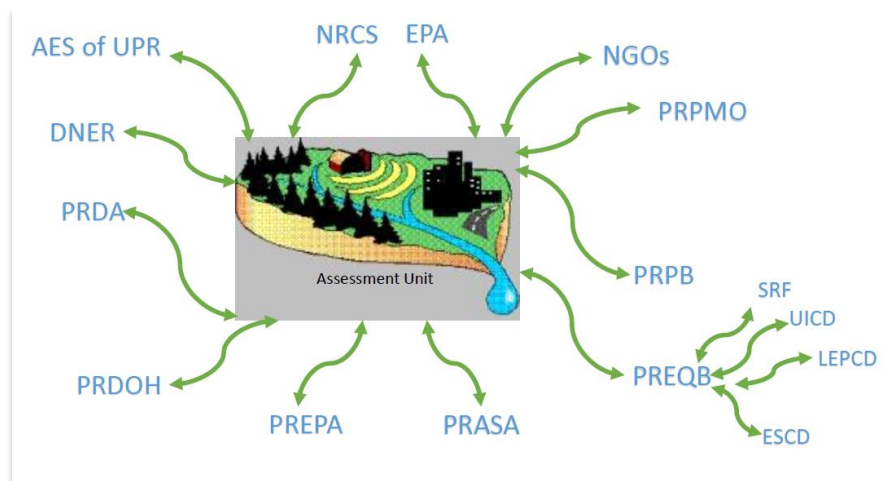 NRCS
EPA
AES of UPR
NGOs
PRPMO
DNER
PRDA
Assessment Unit
PRPB
SRF
UICD
LEPCD
PREQB
PRDOH
PREPA
PRASA
ESCD